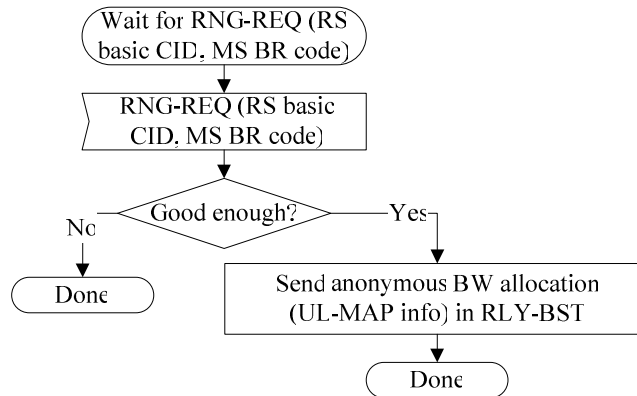 Wait for RNG-REQ (RS
basic CID, MS BR code)
RNG-REQ (RS basic
CID, MS BR code)
Good enough?
No
Yes
Done
Send anonymous BW allocation
(UL-MAP info) in RLY-BST
Done